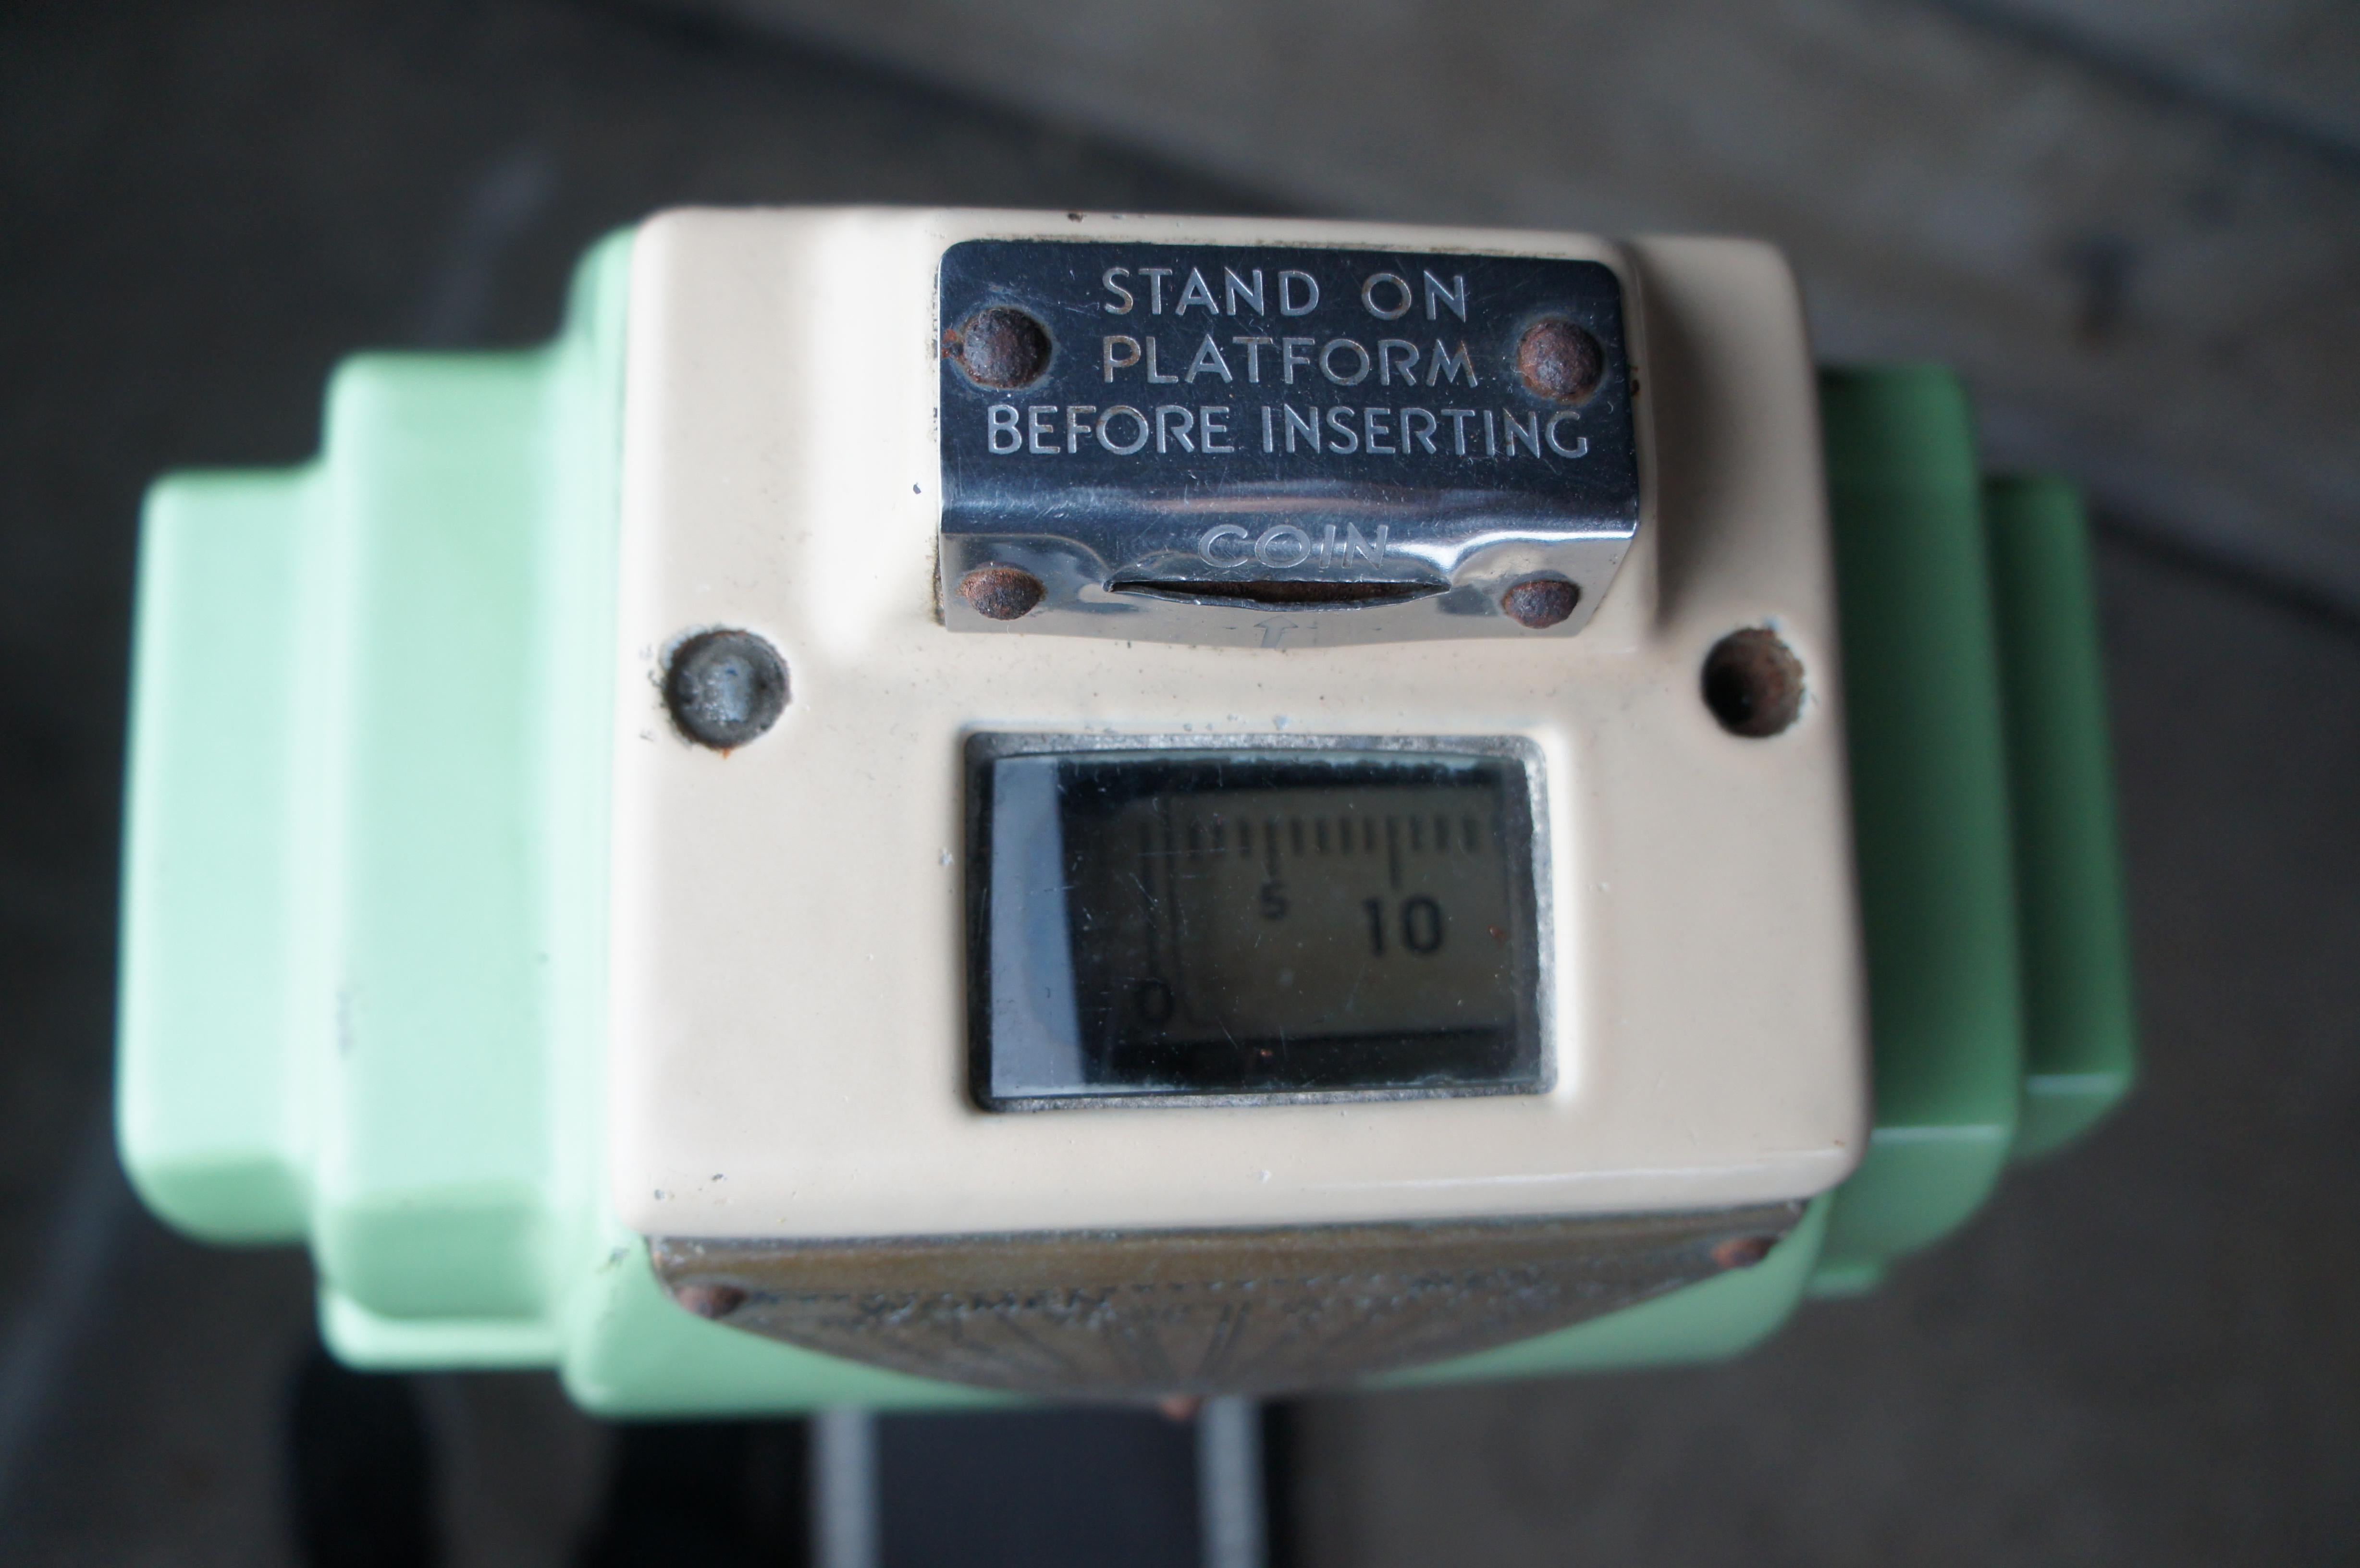 STAND ON
PLATFORM
BEFORE INSERTING
COIN
5
10
0